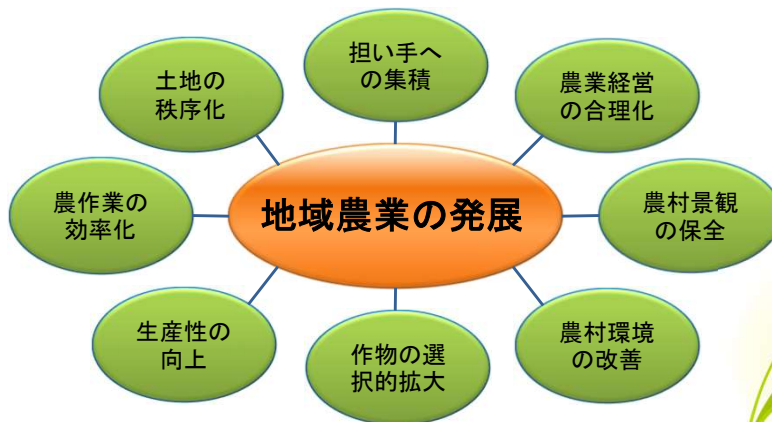 担い手へ
の集積
土地の
秩序化
農業経営
の合理化
農作業の
効率化
地域農業の発展
農村景観
の保全
生産性の
向上
作物の選
択的拡大
農村環境
の改善